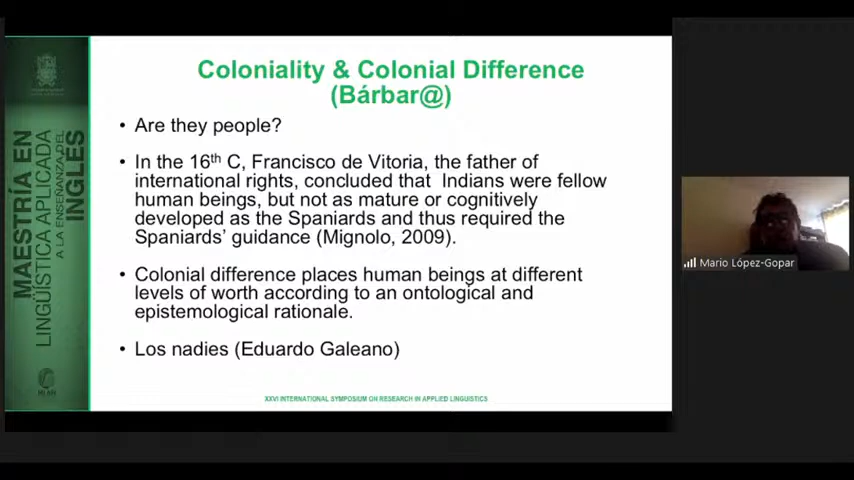 MAESTRÍA EN
LINGÜÍSTICA APLICADA
A LA ENSEÑANZA DEL
INGLÉS
Coloniality & Colonial Difference
(Bárbar@)
• Are they people?
• In the 16th C, Francisco de Vitoria, the father of
international rights, concluded that Indians were fellow
human beings, but not as mature or cognitively
developed as the Spaniards and thus required the
Spaniards’ guidance (Mignolo, 2009).
• Colonial difference places human beings at different
levels of worth according to an ontological and
epistemological rationale.
• Los nadies (Eduardo Galeano)
XXVI INTERNATIONAL SYMPOSIUM ON RESEARCH IN APPLIED LINGUISTICS
Mario López-Gopar